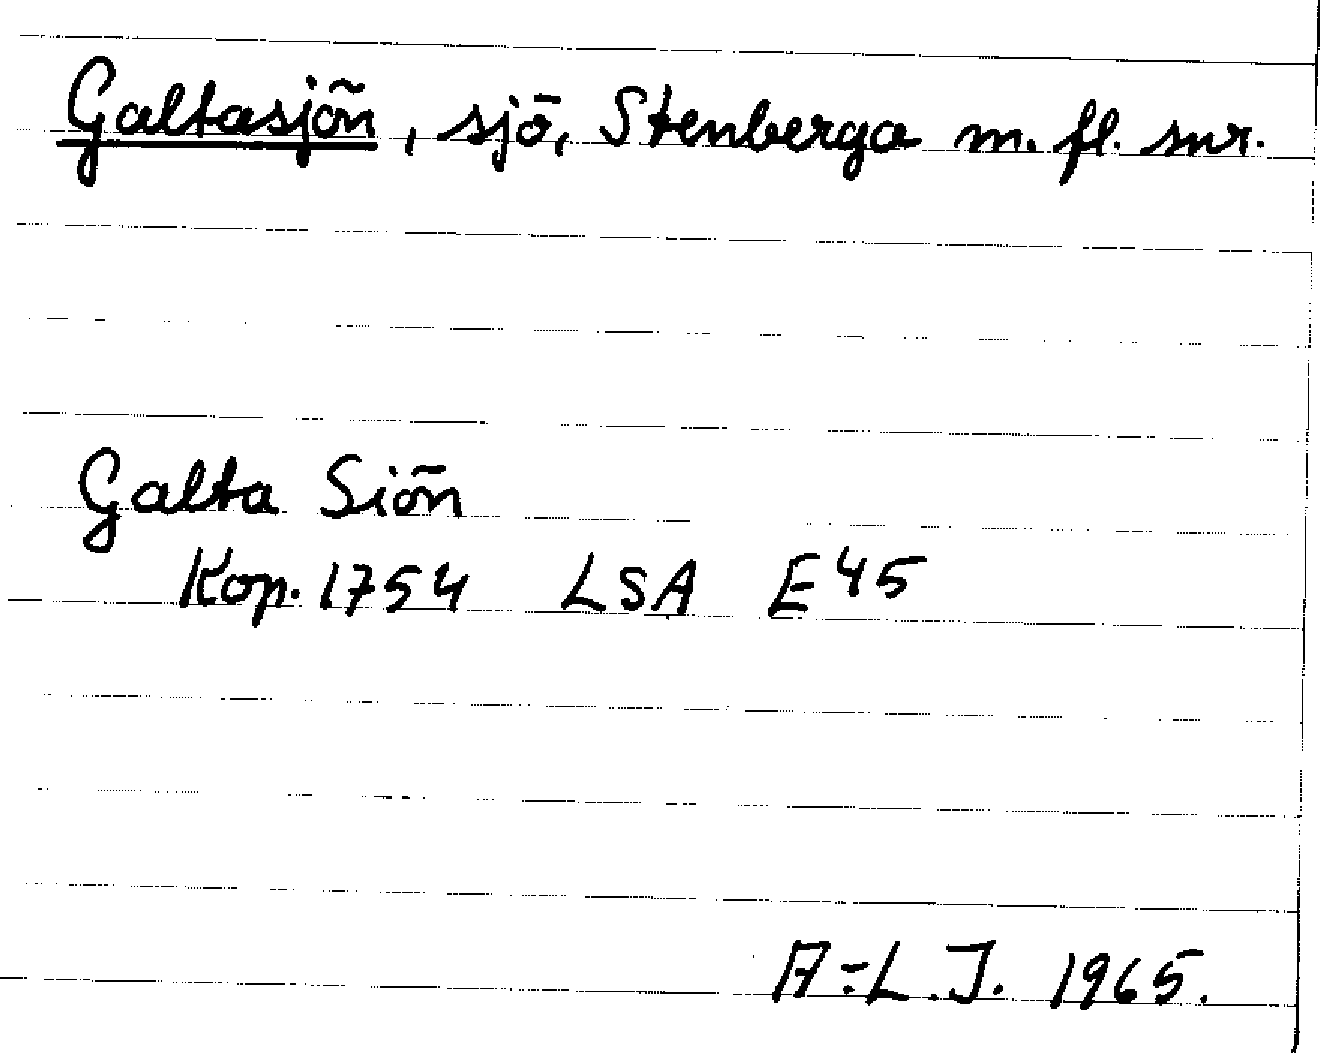 Galtasjön, sjö, Stenberga m. fl. snr.
Galta Siön
Kop. 1754 LSA E45
A-L.J. 1965.